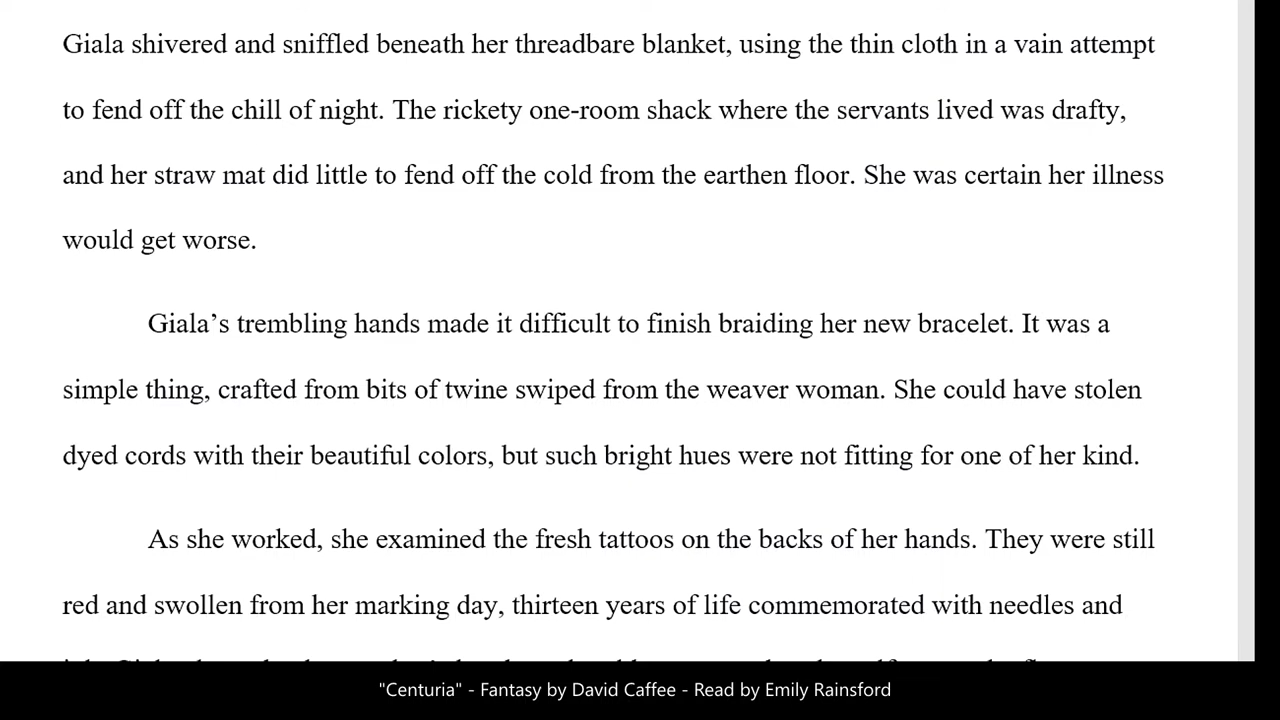 Giala shivered and sniffled beneath her threadbare blanket, using the thin cloth in a vain attempt
to fend off the chill of night. The rickety one-room shack where the servants lived was drafty,
and her straw mat did little to fend off the cold from the earthen floor. She was certain her illness
would get worse.
Giala’s trembling hands made it difficult to finish braiding her new bracelet. It was a
simple thing, crafted from bits of twine swiped from the weaver woman. She could have stolen
dyed cords with their beautiful colors, but such bright hues were not fitting for one of her kind.
As she worked, she examined the fresh tattoos on the backs of her hands. They were still
red and swollen from her marking day, thirteen years of life commemorated with needles and
"Centuria" - Fantasy by David Caffee - Read by Emily Rainsford